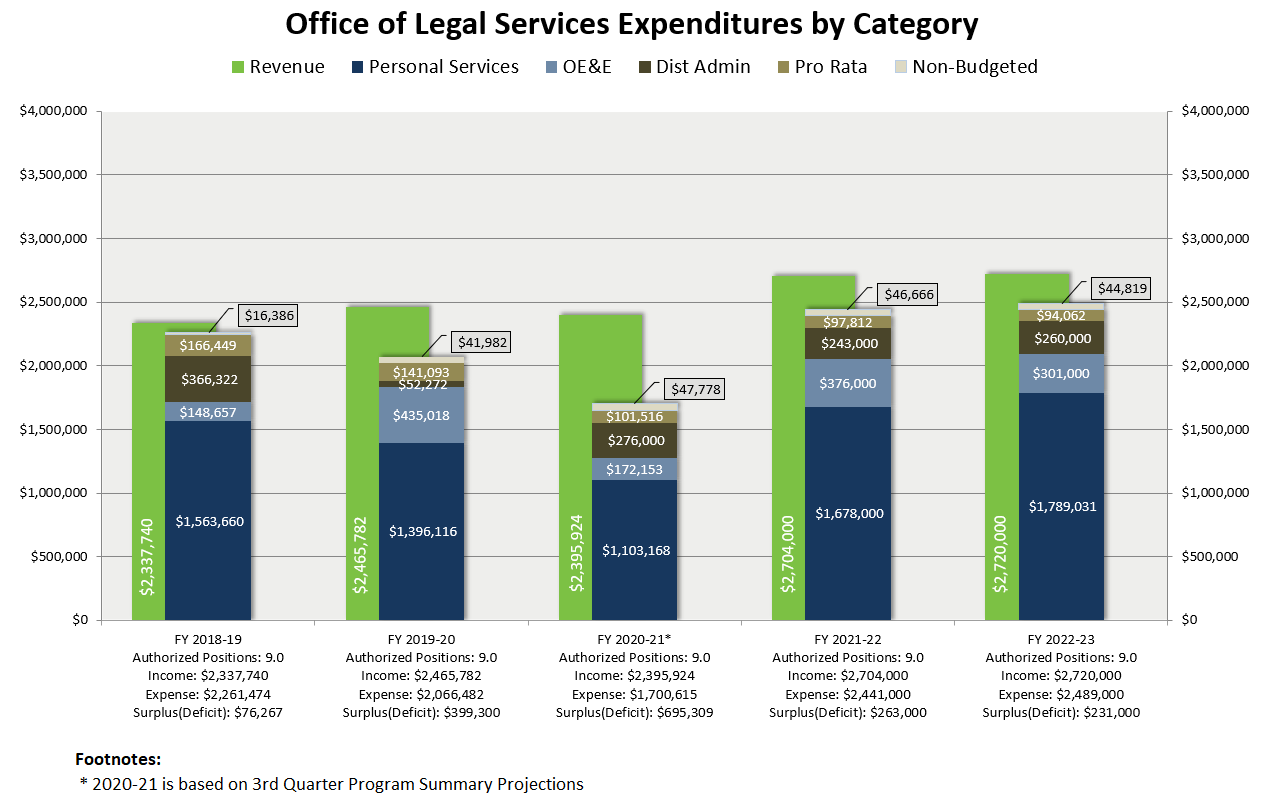 Office of Legal Services Expenditures by Category
Revenue Personal Services OE&E Dist Admin Pro Rata Non-Budgeted
$4,000,000 $4,000,000
$3,500,000 $3,500,000
$3,000,000 $3,000,000
$2,500,000 $2,500,000
$2,000,000 $2,000,000
$1,500,000 $1,500,000
$1,000,000 $1,000,000
$500,000 $500,000
$0 $0
$2,337,740
$16,386
$166,449
$366,322
$148,657
$1,563,660
$2,465,782
$41,982
$141,093
$52,272
$435,018
$1,396,116
$2,395,924
$47,778
$101,516
$276,000
$172,153
$1,103,168
$2,704,000
$46,666
$97,812
$243,000
$376,000
$1,678,000
$2,720,000
$44,819
$94,062
$260,000
$301,000
$1,789,031
FY 2018-19
Authorized Positions: 9.0
Income: $2,337,740
Expense: $2,261,474
Surplus(Deficit): $76,267
FY 2019-20
Authorized Positions: 9.0
Income: $2,465,782
Expense: $2,066,482
Surplus(Deficit): $399,300
FY 2020-21*
Authorized Positions: 9.0
Income: $2,395,924
Expense: $1,700,615
Surplus(Deficit): $695,309
FY 2021-22
Authorized Positions: 9.0
Income: $2,704,000
Expense: $2,441,000
Surplus(Deficit): $263,000
FY 2022-23
Authorized Positions: 9.0
Income: $2,720,000
Expense: $2,489,000
Surplus(Deficit): $231,000
Footnotes:
* 2020-21 is based on 3rd Quarter Program Summary Projections